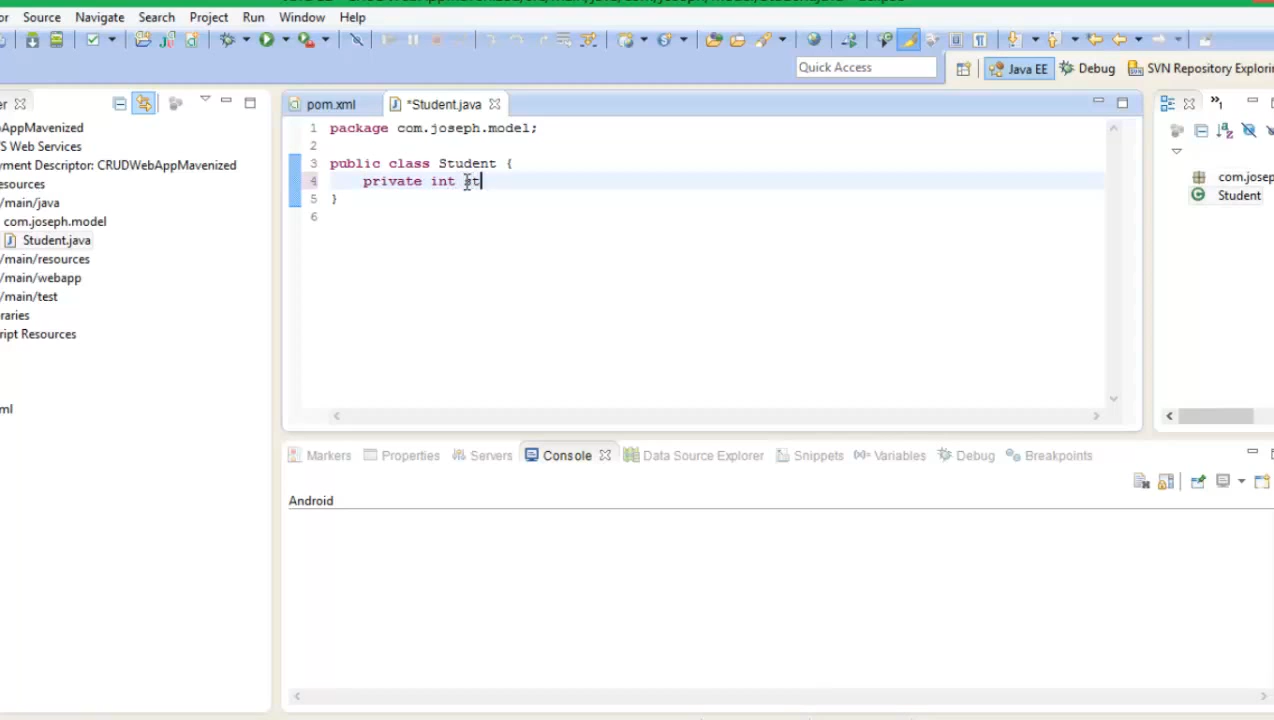 Source Navigate Search Project Run Window Help
Quick Access
Java EE Debug SVN Repository Explorin
pom.xml *Student.java
AppMavenized
S Web Services
yment Descriptor: CRUDWebAppMavenized
esources
/main/java
com.joseph.model
Student.java
/main/resources
/main/webapp
/main/test
raries
ript Resources
ml
1 package com.joseph.model;
2
3 public class Student {
4 private int st
5 }
6
com.josep
Student
Markers Properties Servers Console Data Source Explorer Snippets Variables Debug Breakpoints
Android